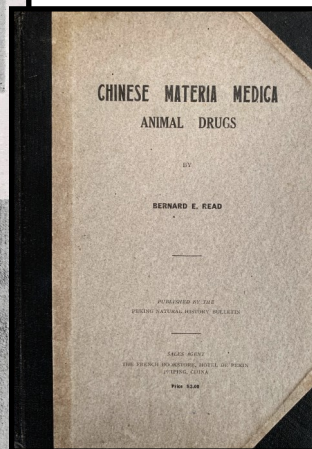 CHINESE MATERIA MEDICA
ANIMAL DRUGS
BY
BERNARD E. READ
PUBLISHED BY THE
PEKING NATURAL HISTORY BULLETIN
SALES AGENT
THE FRENCH BOOKSTORE, HOTEL DE PEKIN
PEIPING, CHINA
Price